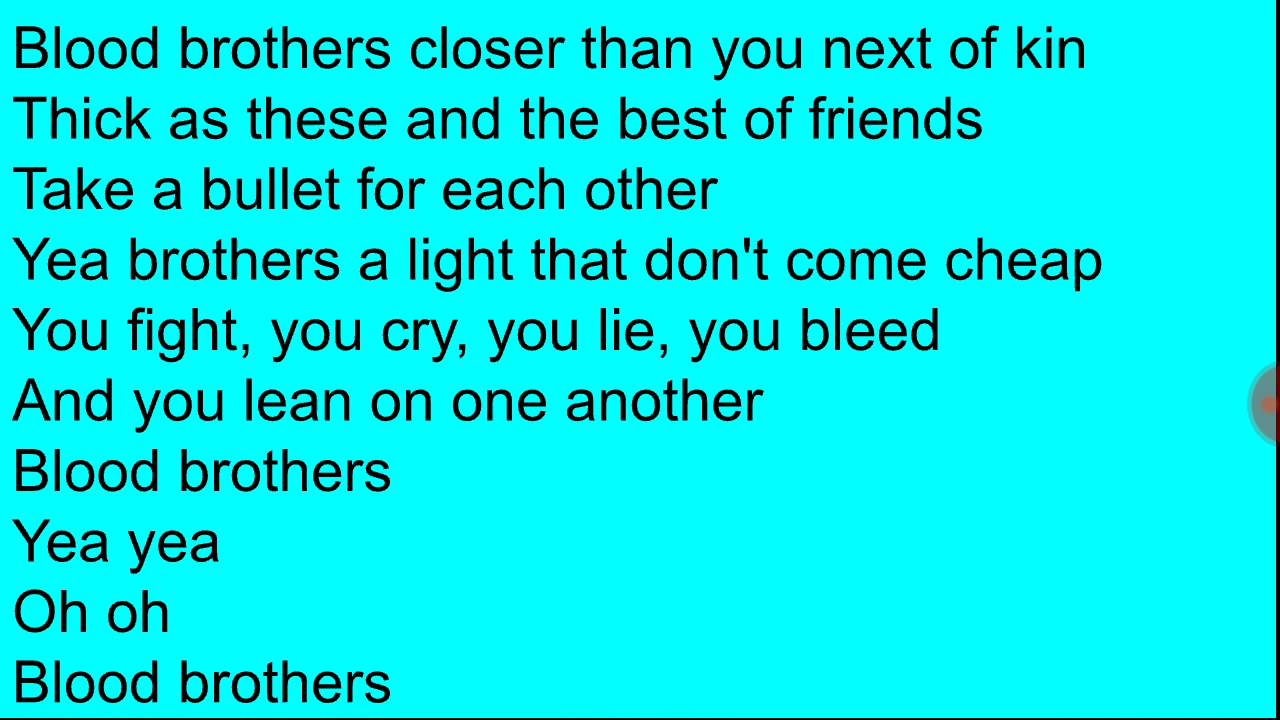 Blood brothers closer than you next of kin
Thick as these and the best of friends
Take a bullet for each other
Yea brothers a light that don't come cheap
You fight, you cry, you lie, you bleed
And you lean on one another
Blood brothers
Yea yea
Oh oh
Blood brothers